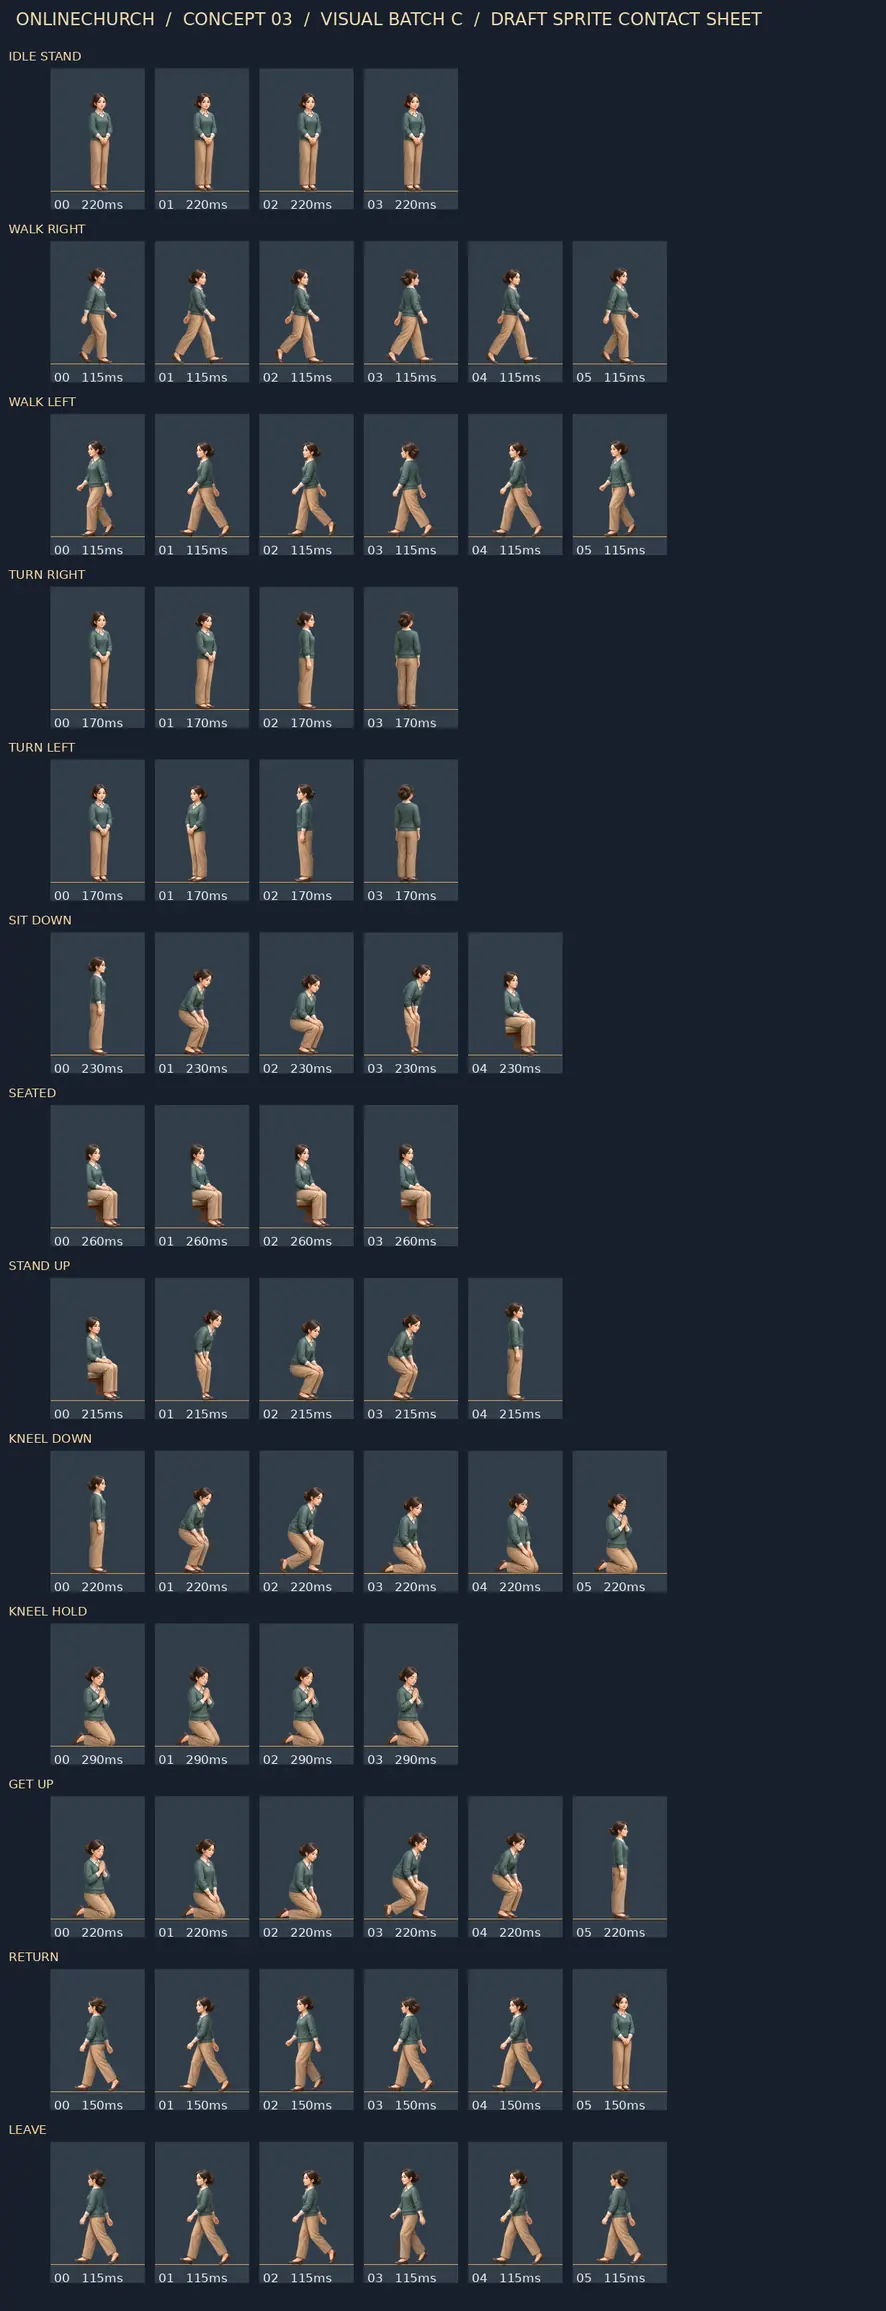 ONLINECHURCH / CONCEPT 03 / VISUAL BATCH C / DRAFT SPRITE CONTACT SHEET
IDLE STAND
00 220ms 01 220ms 02 220ms 03 220ms
WALK RIGHT
00 115ms 01 115ms 02 115ms 03 115ms 04 115ms 05 115ms
WALK LEFT
00 115ms 01 115ms 02 115ms 03 115ms 04 115ms 05 115ms
TURN RIGHT
00 170ms 01 170ms 02 170ms 03 170ms
TURN LEFT
00 170ms 01 170ms 02 170ms 03 170ms
SIT DOWN
00 230ms 01 230ms 02 230ms 03 230ms 04 230ms
SEATED
00 260ms 01 260ms 02 260ms 03 260ms
STAND UP
00 215ms 01 215ms 02 215ms 03 215ms 04 215ms
KNEEL DOWN
00 220ms 01 220ms 02 220ms 03 220ms 04 220ms 05 220ms
KNEEL HOLD
00 290ms 01 290ms 02 290ms 03 290ms
GET UP
00 220ms 01 220ms 02 220ms 03 220ms 04 220ms 05 220ms
RETURN
00 150ms 01 150ms 02 150ms 03 150ms 04 150ms 05 150ms
LEAVE
00 115ms 01 115ms 02 115ms 03 115ms 04 115ms 05 115ms